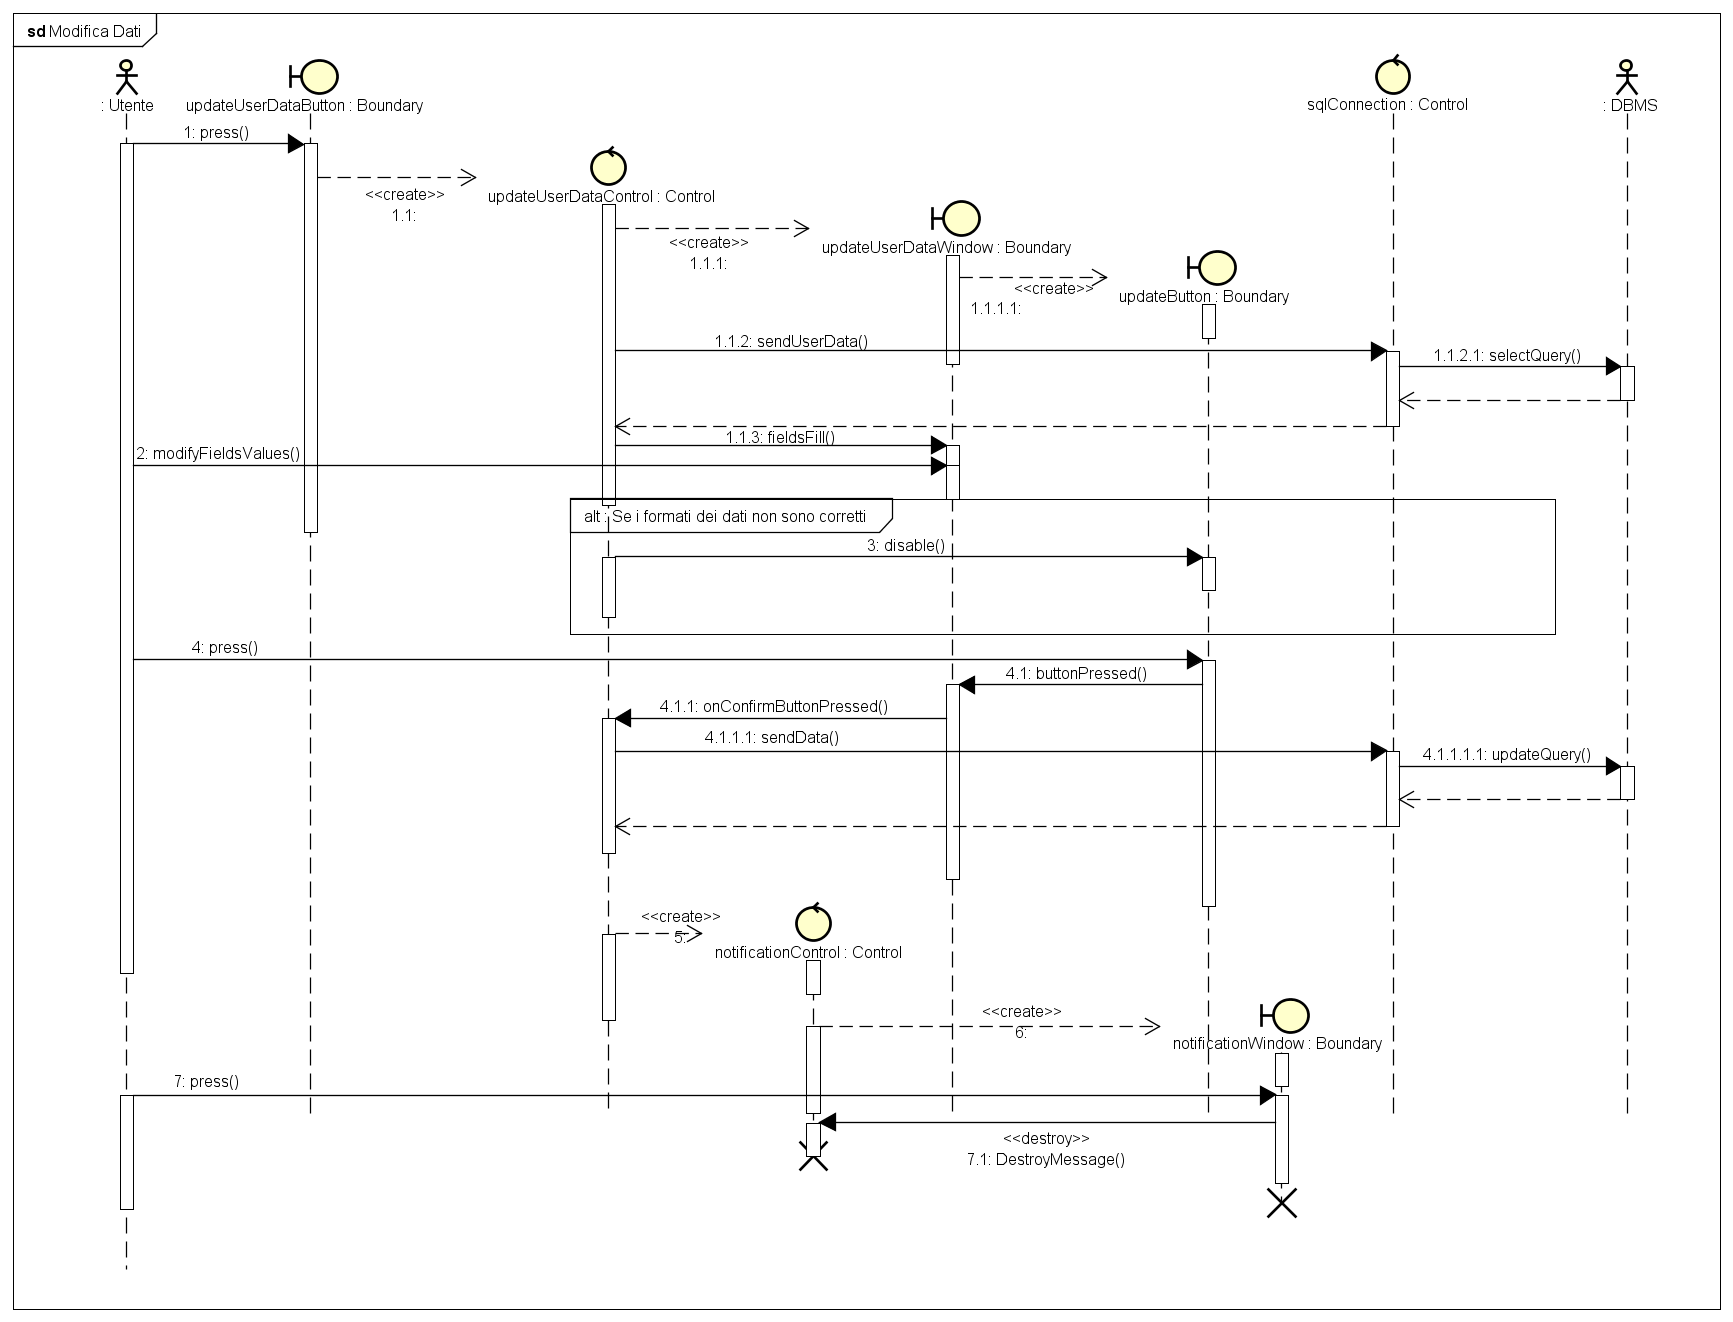 sd Modifica Dati
: Utente
updateUserDataButton : Boundary
sqlConnection : Control
: DBMS
1: press()
<<create>>
1.1:
updateUserDataControl : Control
<<create>>
1.1.1:
updateUserDataWindow : Boundary
<<create>>
1.1.1.1:
updateButton : Boundary
1.1.2: sendUserData()
1.1.2.1: selectQuery()
1.1.3: fieldsFill()
2: modifyFieldsValues()
alt : Se i formati dei dati non sono corretti
3: disable()
4: press()
4.1: buttonPressed()
4.1.1: onConfirmButtonPressed()
4.1.1.1: sendData()
4.1.1.1.1: updateQuery()
<<create>>
5:
notificationControl : Control
<<create>>
6:
notificationWindow : Boundary
7: press()
<<destroy>>
7.1: DestroyMessage()